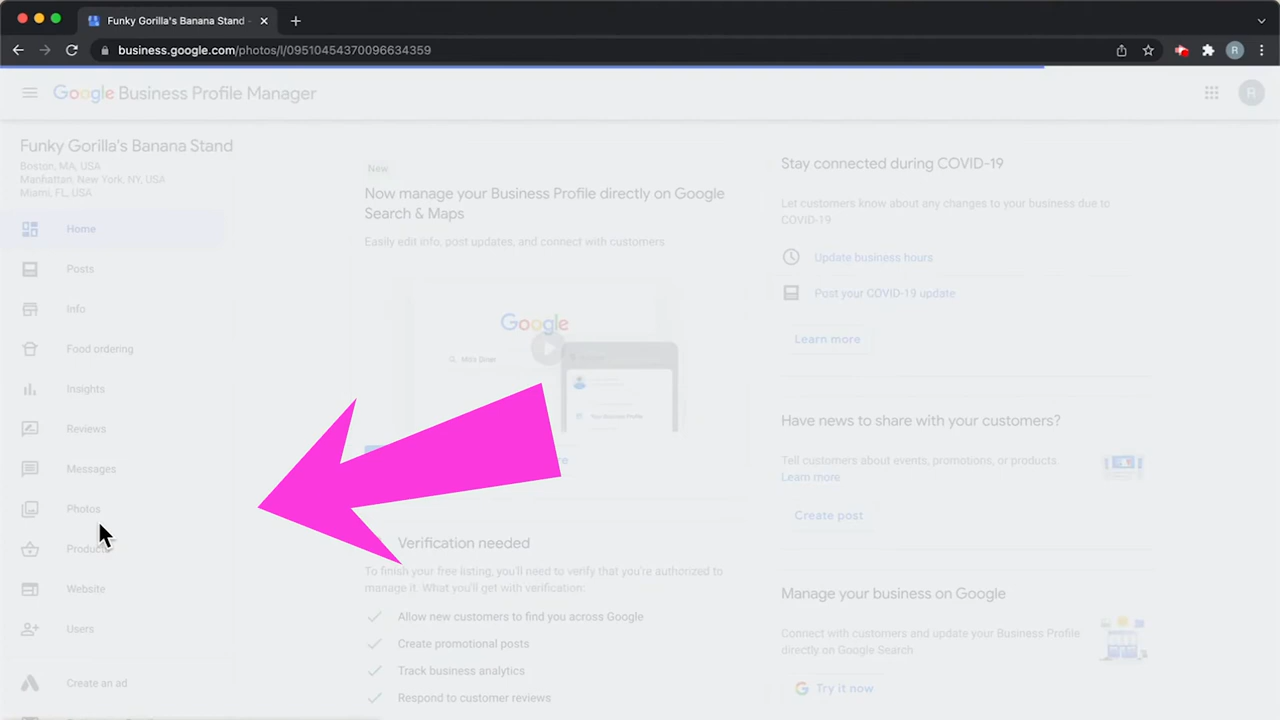 Funky Gorilla's Banana Stand -
business.google.com/photos/l/09510454370096634359
R
Google Business Profile Manager
R
Funky Gorilla's Banana Stand
Boston, MA, USA
Manhattan, New York, NY, USA
Miami, FL, USA
Home
Posts
Info
Food ordering
Insights
Reviews
Messages
Photos
Products
Website
Users
Create an ad
New
Now manage your Business Profile directly on Google
Search & Maps
Easily edit info, post updates, and connect with customers
Google
Mili's Diner
Your Business Profile
Verification needed
To finish your free listing, you'll need to verify that you're authorized to
manage it. What you'll get with verification:
Allow new customers to find you across Google
Create promotional posts
Track business analytics
Respond to customer reviews
Stay connected during COVID-19
Let customers know about any changes to your business due to
COVID-19
Update business hours
Post your COVID-19 update
Learn more
Have news to share with your customers?
Tell customers about events, promotions, or products.
Learn more
Create post
Manage your business on Google
Connect with customers and update your Business Profile
directly on Google Search
Try it now